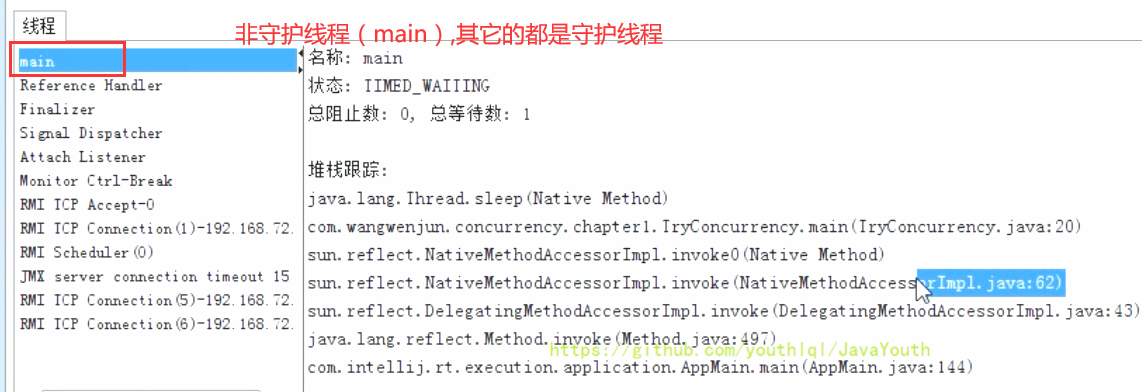 线程
非守护线程（main）,其它的都是守护线程
main
Reference Handler
Finalizer
Signal Dispatcher
Attach Listener
Monitor Ctrl-Break
RMI TCP Accept-0
RMI TCP Connection(1)-192.168.72.
RMI Scheduler(0)
JMX server connection timeout 15
RMI TCP Connection(5)-192.168.72.
RMI TCP Connection(6)-192.168.72.
名称: main
状态: TIMED_WAITING
总阻止数: 0, 总等待数: 1
堆栈跟踪:
java.lang.Thread.sleep(Native Method)
com.wangwenjun.concurrency.chapter1.TryConcurrency.main(TryConcurrency.java:20)
sun.reflect.NativeMethodAccessorImpl.invoke0(Native Method)
sun.reflect.NativeMethodAccessorImpl.invoke(NativeMethodAccessorImpl.java:62)
sun.reflect.DelegatingMethodAccessorImpl.invoke(DelegatingMethodAccessorImpl.java:43)
java.lang.reflect.Method.invoke(Method.java:497)
https://github.com/youthlql/JavaYouth
com.intellij.rt.execution.application.AppMain.main(AppMain.java:144)